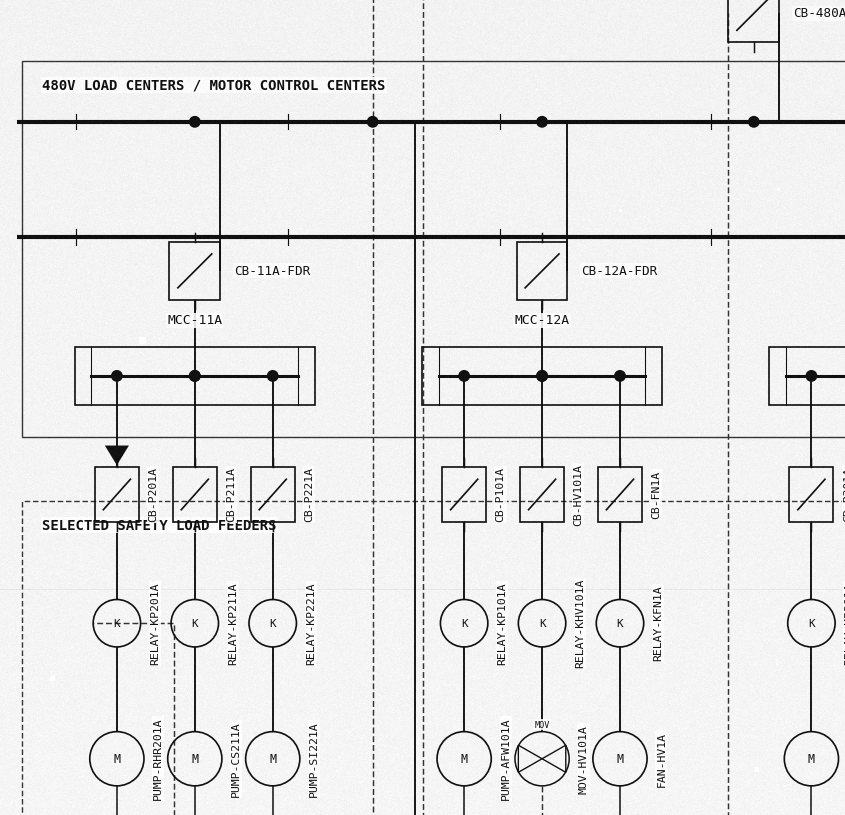 CB-480A
480V LOAD CENTERS / MOTOR CONTROL CENTERS
CB-11A-FDR
CB-12A-FDR
MCC-11A
MCC-12A
CB-P201A
CB-P211A
CB-P221A
CB-P101A
CB-HV101A
CB-FN1A
SELECTED SAFETY LOAD FEEDERS
K
RELAY-KP201A
K
RELAY-KP211A
K
RELAY-KP221A
K
RELAY-KP101A
K
RELAY-KHV101A
K
RELAY-KFN1A
K
M
PUMP-RHR201A
M
PUMP-CS211A
M
PUMP-SI221A
M
PUMP-AFW101A
MOV
MOV-HV101A
M
FAN-HV1A
M